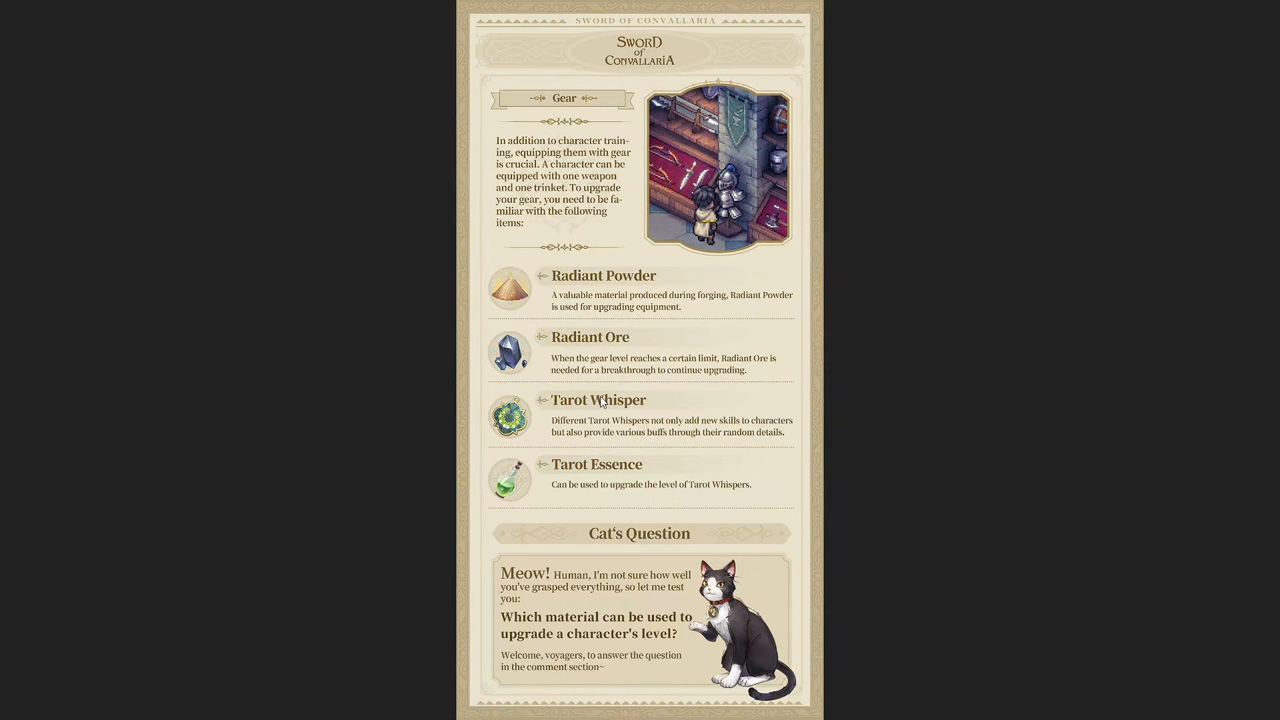 SWORD OF CONVALLARIA
SWORD
of
CONVALLARIA
Gear
In addition to character train-
ing, equipping them with gear
is crucial. A character can be
equipped with one weapon
and one trinket. To upgrade
your gear, you need to be fa-
miliar with the following
items:
Radiant Powder
A valuable material produced during forging, Radiant Powder
is used for upgrading equipment.
Radiant Ore
When the gear level reaches a certain limit, Radiant Ore is
needed for a breakthrough to continue upgrading.
Tarot Whisper
Different Tarot Whispers not only add new skills to characters
but also provide various buffs through their random details.
Tarot Essence
Can be used to upgrade the level of Tarot Whispers.
Cat‘s Question
Meow! Human, I'm not sure how well
you've grasped everything, so let me test
you:
Which material can be used to
upgrade a character's level?
Welcome, voyagers, to answer the question
in the comment section~